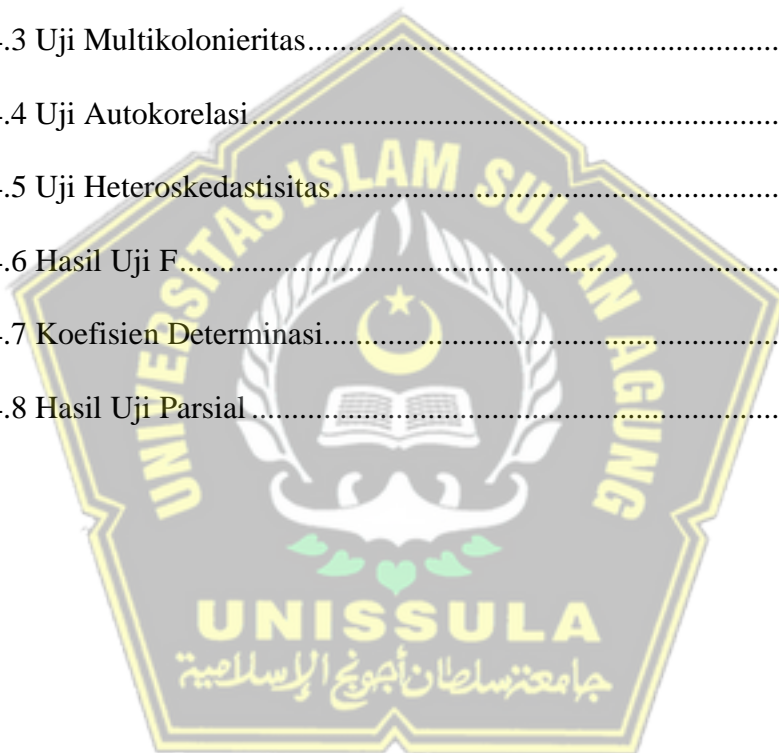 .3 Uji Multikolonieritas
.4 Uji Autokorelasi
.5 Uji Heteroskedastisitas
.6 Hasil Uji F
.7 Koefisien Determinasi
.8 Hasil Uji Parsial
UNIVERSITAS ISLAM SULTAN AGUNG
UNISSULA
جامعة سلطان أجونج الإسلامية